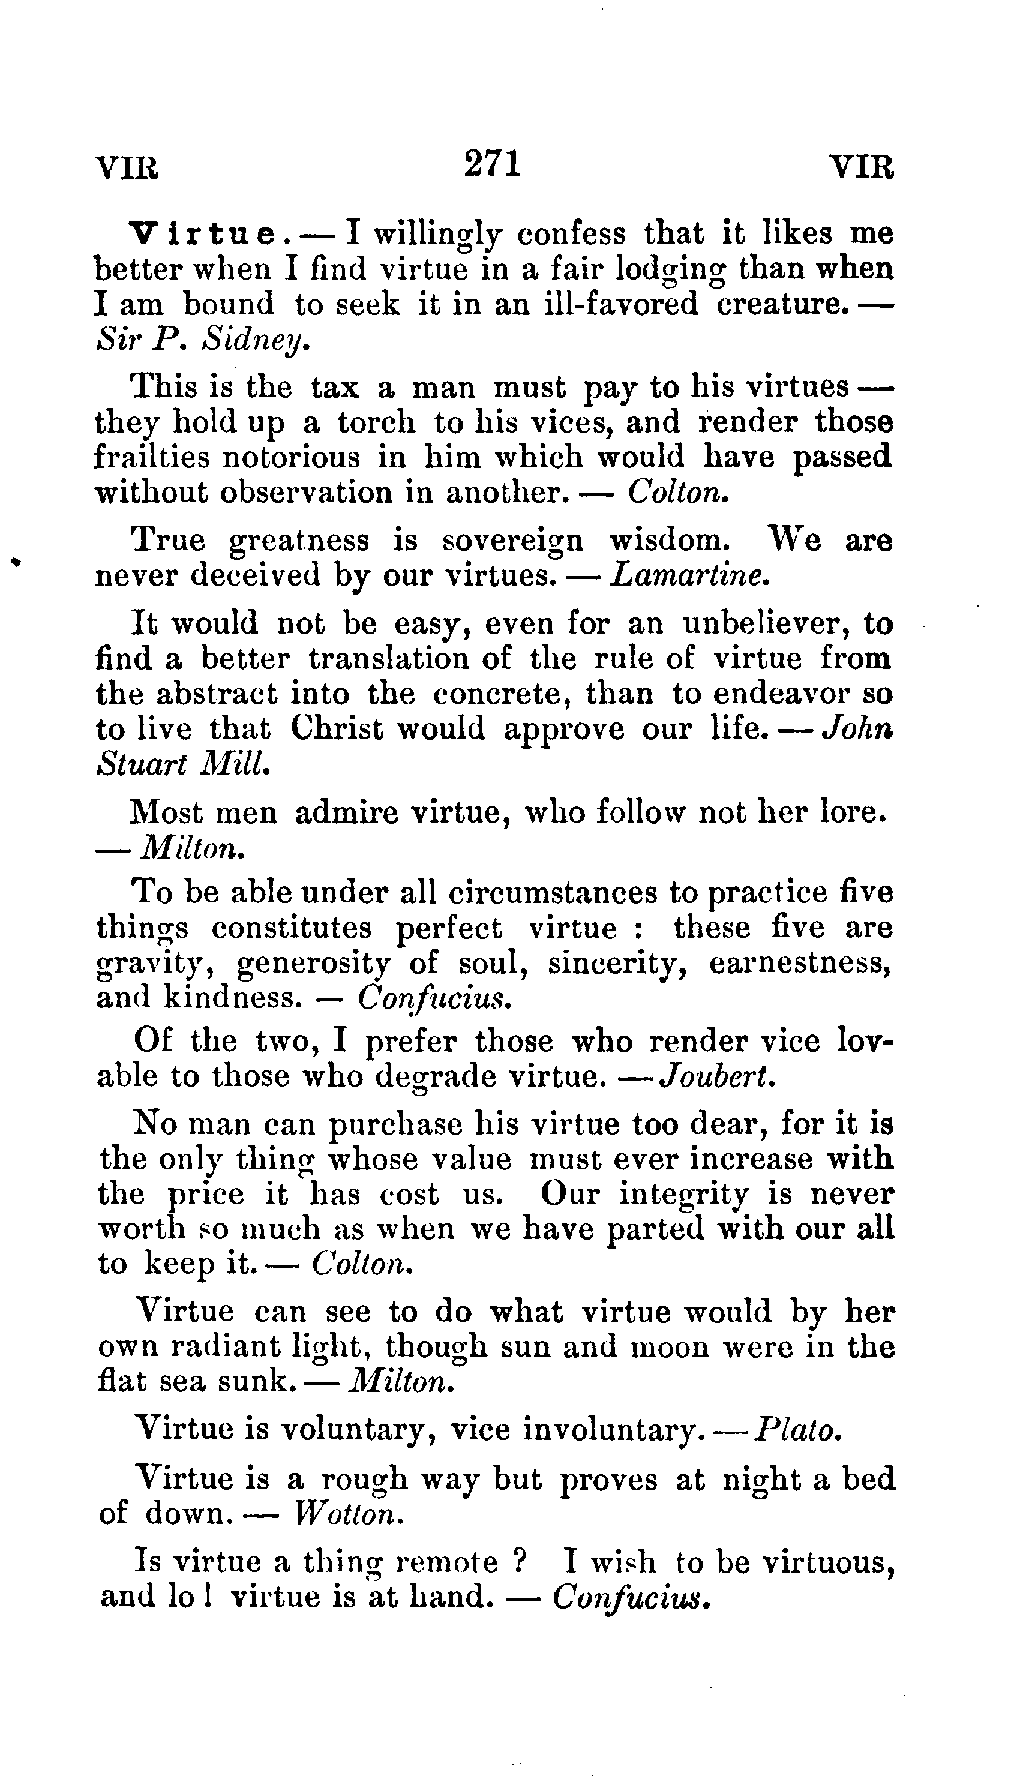 VIR 271 VIR
Virtue.— I willingly confess that it likes me
better when I find virtue in a fair lodging than when
I am bound to seek it in an ill-favored creature. —
Sir P. Sidney.
This is the tax a man must pay to his virtues —
they hold up a torch to his vices, and render those
frailties notorious in him which would have passed
without observation in another. — Colton.
True greatness is sovereign wisdom. We are
never deceived by our virtues. — Lamartine.
It would not be easy, even for an unbeliever, to
find a better translation of the rule of virtue from
the abstract into the concrete, than to endeavor so
to live that Christ would approve our life. — John
Stuart Mill.
Most men admire virtue, who follow not her lore.
— Milton.
To be able under all circumstances to practice five
things constitutes perfect virtue : these five are
gravity, generosity of soul, sincerity, earnestness,
and kindness. — Confucius.
Of the two, I prefer those who render vice lov-
able to those who degrade virtue. — Joubert.
No man can purchase his virtue too dear, for it is
the only thing whose value must ever increase with
the price it has cost us. Our integrity is never
worth so much as when we have parted with our all
to keep it. — Colton.
Virtue can see to do what virtue would by her
own radiant light, though sun and moon were in the
flat sea sunk. — Milton.
Virtue is voluntary, vice involuntary. — Plato.
Virtue is a rough way but proves at night a bed
of down. — Wotton.
Is virtue a thing remote ? I wish to be virtuous,
and lo ! virtue is at hand. — Confucius.